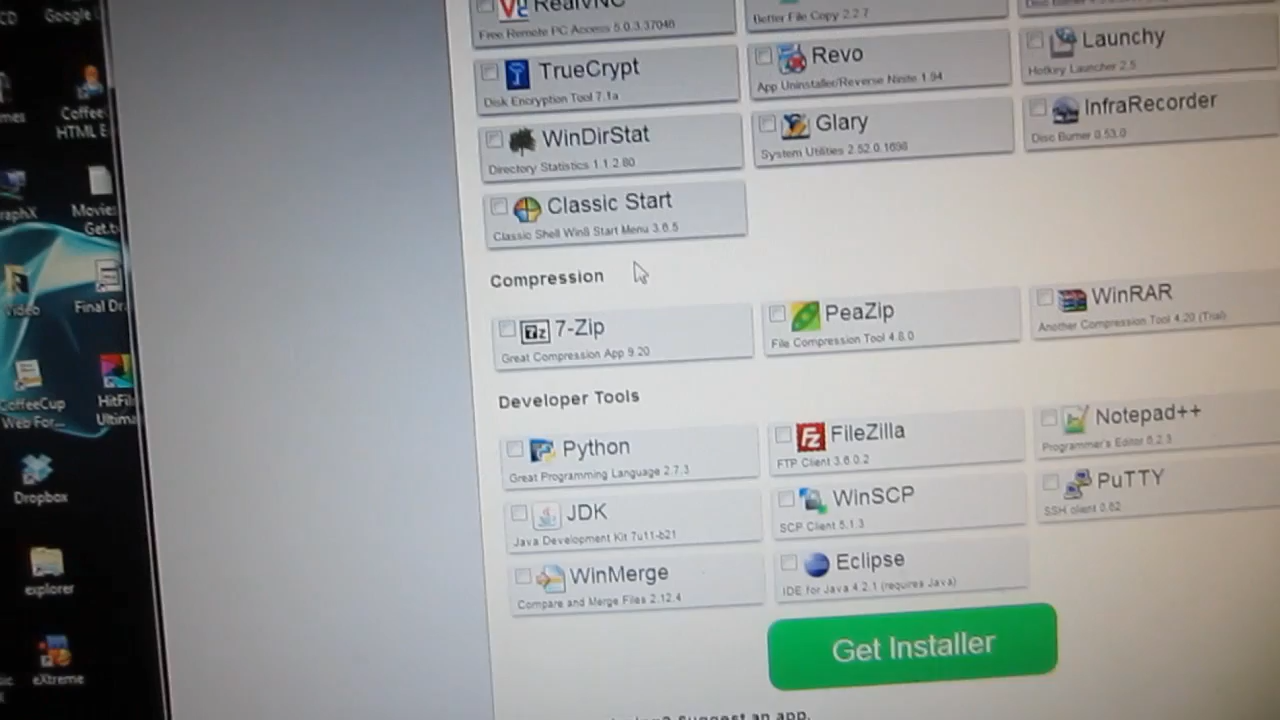 CD
Google
Coffee
HTML E
Movie
Get.t
Video
Final Dr
CoffeeCup
Web For...
HitFil
Ultima
Dropbox
explorer
eXtreme
RealVNC
Free Remote PC Access 5.0.3.37046
Better File Copy 2.2.7
TrueCrypt
Disk Encryption Tool 7.1a
Revo
App Uninstaller/Reverse Ninite 1.94
Launchy
Hotkey Launcher 2.5
WinDirStat
Directory Statistics 1.1.2.80
Glary
System Utilities 2.52.0.1698
InfraRecorder
Disc Burner 0.53.0
Classic Start
Classic Shell Win8 Start Menu 3.6.5
Compression
7-Zip
Great Compression App 9.20
PeaZip
File Compression Tool 4.8.0
WinRAR
Another Compression Tool 4.20 (Trial)
Developer Tools
Python
Great Programming Language 2.7.3
FileZilla
FTP Client 3.6.0.2
Notepad++
Programmer's Editor 6.2.3
JDK
Java Development Kit 7u11-b21
WinSCP
SCP Client 5.1.3
PuTTY
SSH client 0.62
WinMerge
Compare and Merge Files 2.12.4
Eclipse
IDE for Java 4.2.1 (requires Java)
Get Installer
Suggest an app.